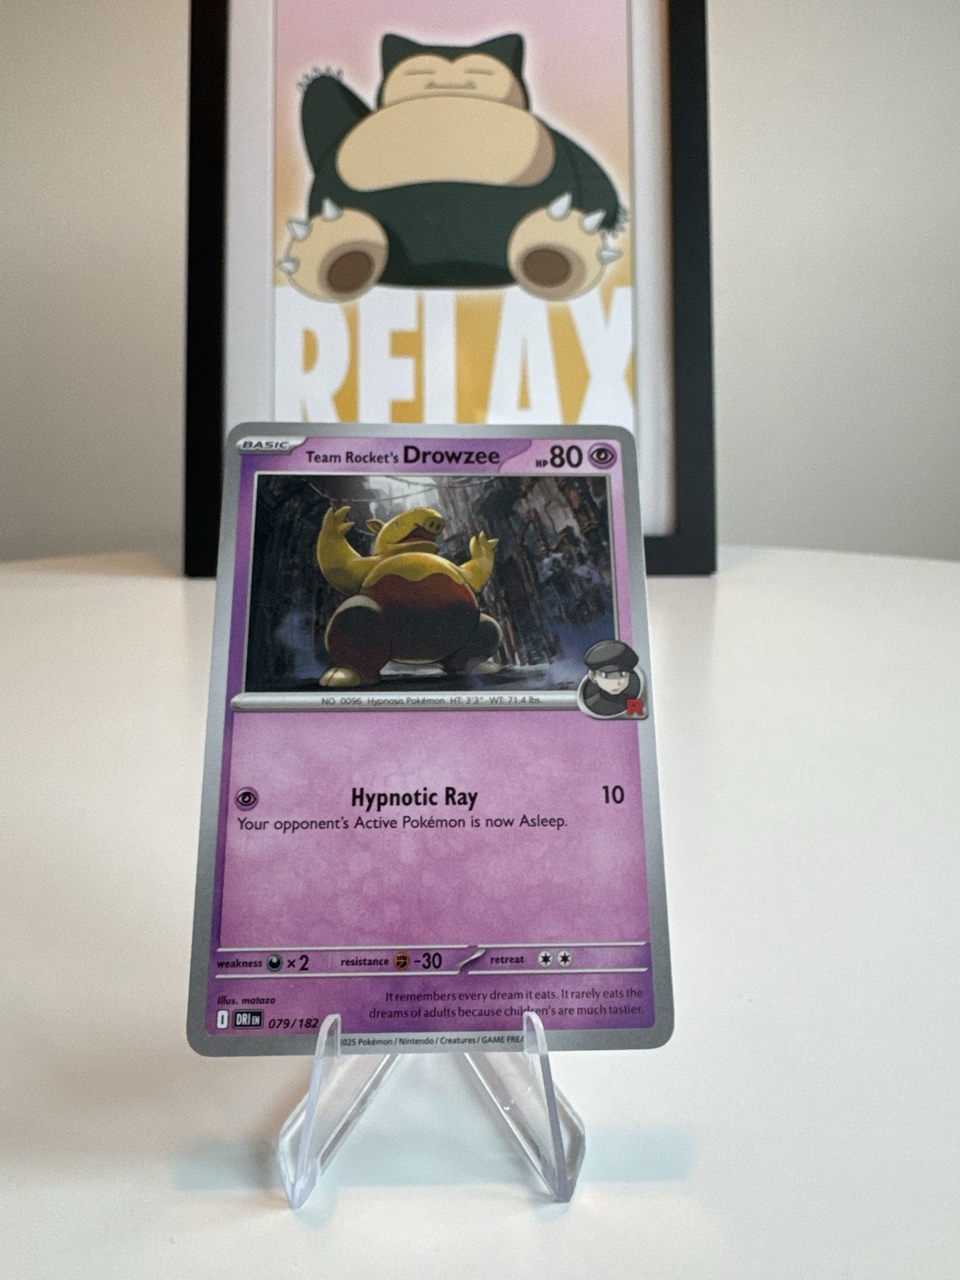 RELAX
BASIC
Team Rocket's Drowzee HP 80
R
NO. 0096 Hypnosis Pokémon HT: 3'3" WT: 71.4 lbs.
Hypnotic Ray 10
Your opponent's Active Pokémon is now Asleep.
weakness ×2 resistance -30 retreat
Illus. matazo
It remembers every dream it eats. It rarely eats the
dreams of adults because children's are much tastier.
I DRI EN 079/182
2025 Pokémon / Nintendo / Creatures / GAME FREA